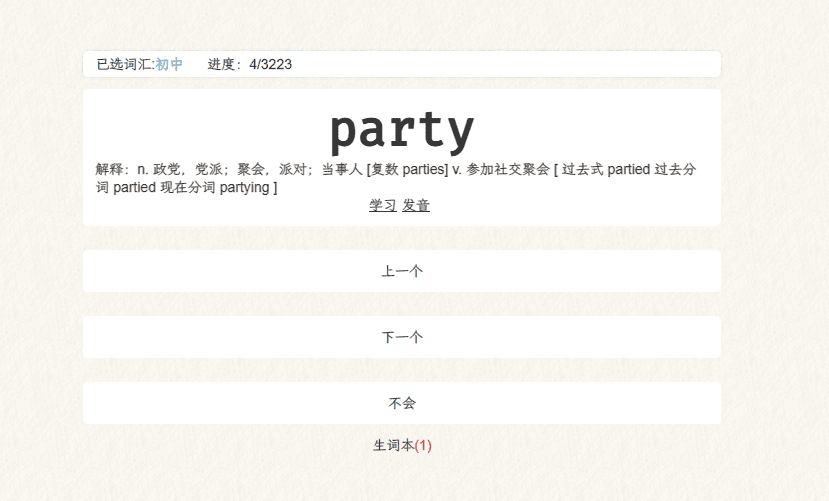 已选词汇:初中 进度：4/3223
party
解释：n. 政党，党派；聚会，派对；当事人 [复数 parties] v. 参加社交聚会 [ 过去式 partied 过去分
词 partied 现在分词 partying ]
学习 发音
上一个
下一个
不会
生词本(1)